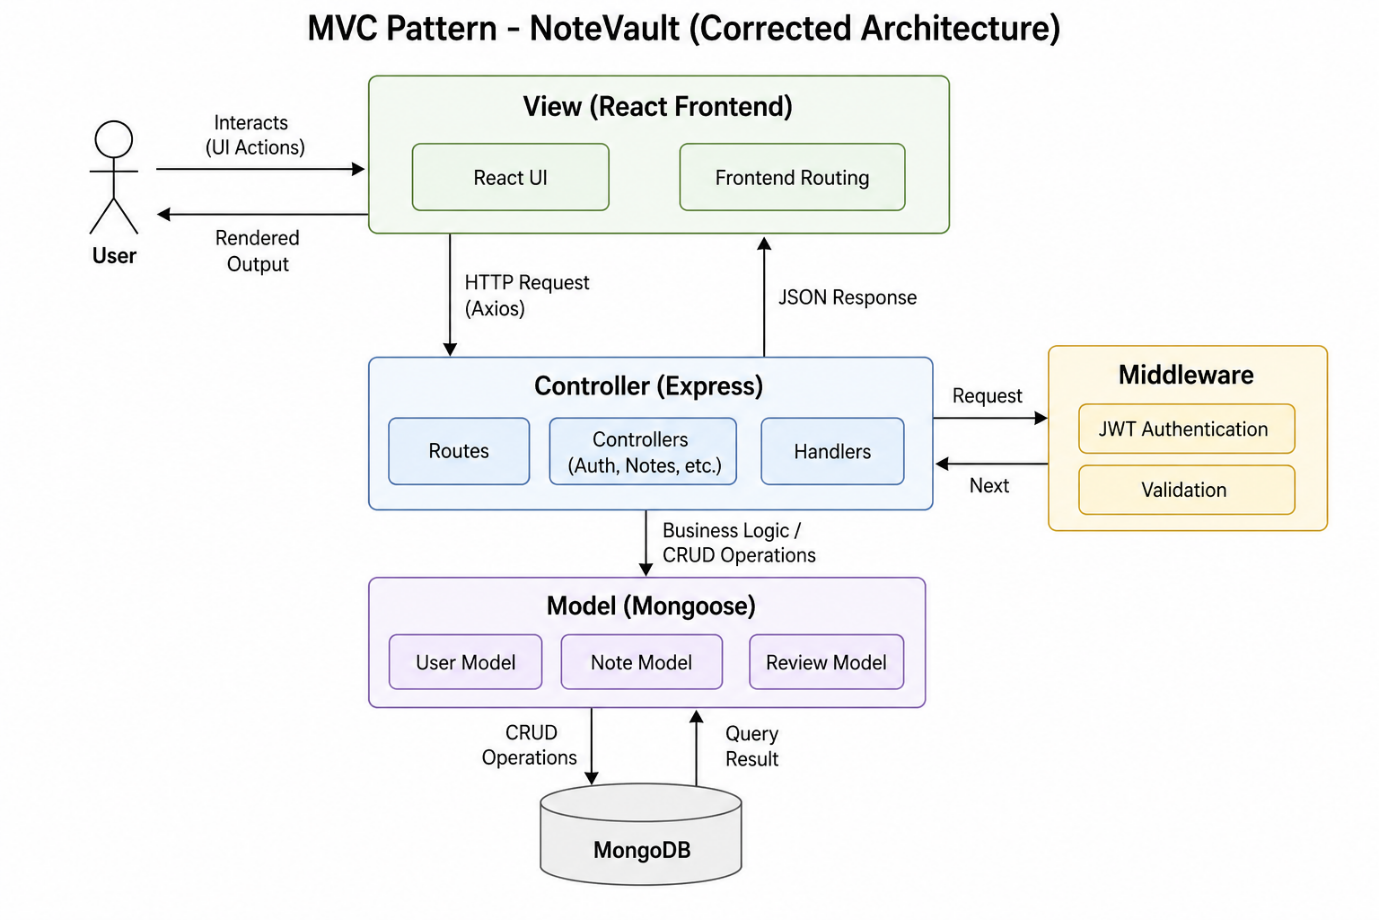 MVC Pattern - NoteVault (Corrected Architecture)
View (React Frontend)
React UI
Frontend Routing
Interacts
(UI Actions)
Rendered
Output
User
HTTP Request
(Axios)
JSON Response
Controller (Express)
Routes
Controllers
(Auth, Notes, etc.)
Handlers
Request
Next
Middleware
JWT Authentication
Validation
Business Logic /
CRUD Operations
Model (Mongoose)
User Model
Note Model
Review Model
CRUD
Operations
Query
Result
MongoDB